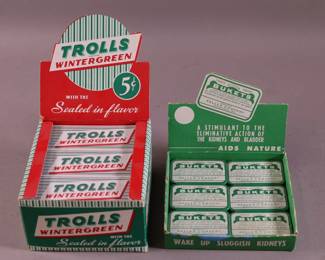 TROLLS
WINTERGREEN
5¢
WITH THE
Sealed in flavor
TROLLS
WINTERGREEN
TROLLS
WINTERGREEN
TROLLS
WINTERGREEN
TROLLS
WINTERGREEN
WITH THE
Sealed in flavor
BUKETS
A STIMULANT TO THE
ELIMINATIVE ACTION OF
THE KIDNEYS AND BLADDER
AIDS NATURE
BUKETS
BUKETS
BUKETS
BUKETS
BUKETS
BUKETS
WAKE UP SLUGGISH KIDNEYS